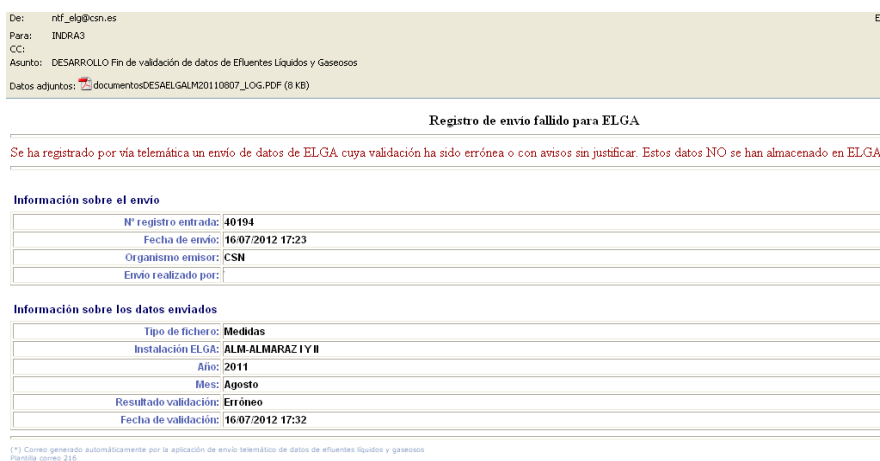 De: ntf_elg@csn.es E
Para: INDRA3
CC:
Asunto: DESARROLLO Fin de validación de datos de Efluentes Líquidos y Gaseosos
Datos adjuntos: documentosDESAELGALM20110807_LOG.PDF (8 KB)
Registro de envío fallido para ELGA
Se ha registrado por vía telemática un envío de datos de ELGA cuya validación ha sido errónea o con avisos sin justificar. Estos datos NO se han almacenado en ELGA
Información sobre el envío
Nº registro entrada: 40194
Fecha de envío: 16/07/2012 17:23
Organismo emisor: CSN
Envío realizado por:
Información sobre los datos enviados
Tipo de fichero: Medidas
Instalación ELGA: ALM-ALMARAZ I Y II
Año: 2011
Mes: Agosto
Resultado validación: Erróneo
Fecha de validación: 16/07/2012 17:32
(*) Correo generado automáticamente por la aplicación de envío telemático de datos de efluentes líquidos y gaseosos
Plantilla correo 216